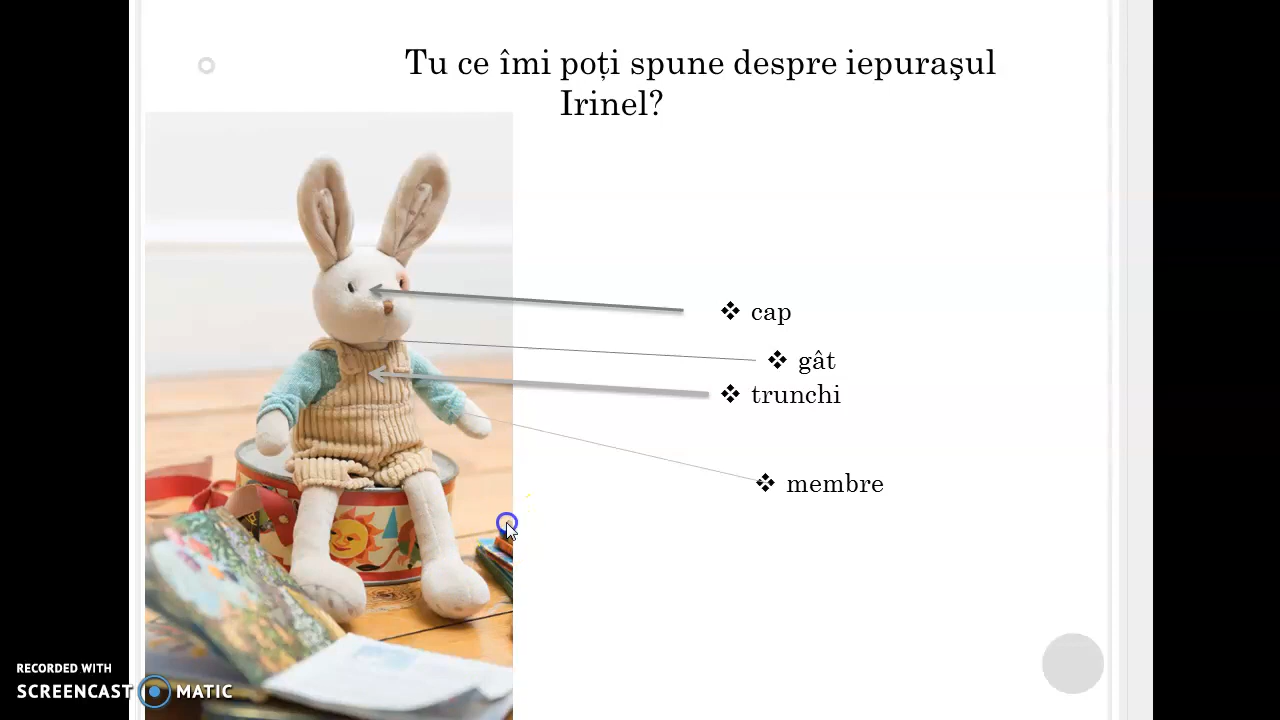 Tu ce îmi poți spune despre iepurașul
Irinel?
❖ cap
❖ gât
❖ trunchi
❖ membre
RECORDED WITH
SCREENCAST MATIC